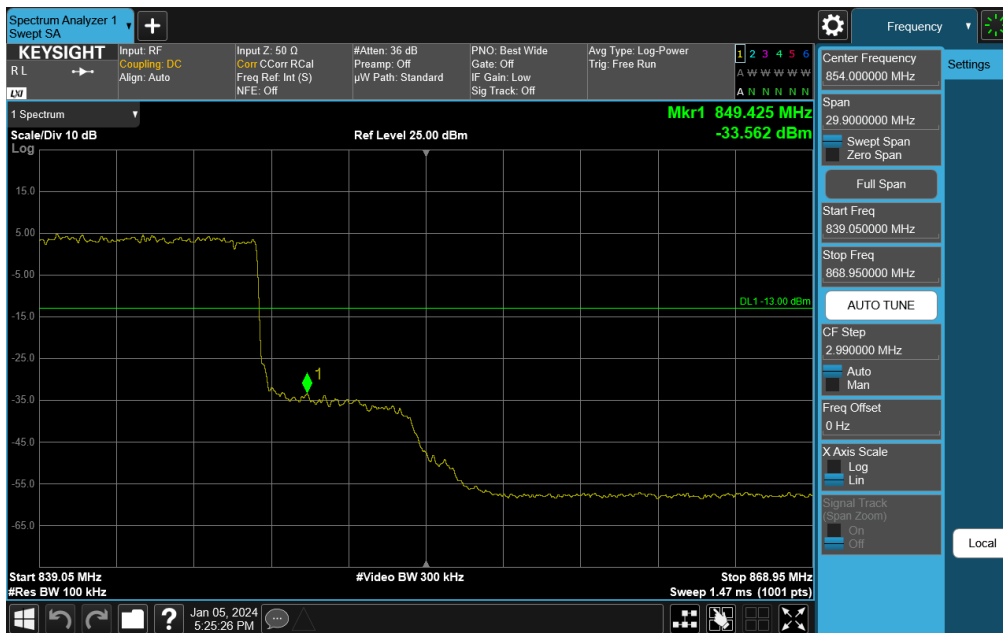 Spectrum Analyzer 1
Swept SA
Frequency
KEYSIGHT
R L
LXI
Input: RF
Coupling: DC
Align: Auto
Input Z: 50 Ω
Corr CCorr RCal
Freq Ref: Int (S)
NFE: Off
#Atten: 36 dB
Preamp: Off
µW Path: Standard
PNO: Best Wide
Gate: Off
IF Gain: Low
Sig Track: Off
Avg Type: Log-Power
Trig: Free Run
1 2 3 4 5 6
A W W W W W
A N N N N N
1 Spectrum
Mkr1 849.425 MHz
-33.562 dBm
Scale/Div 10 dB
Ref Level 25.00 dBm
Log
15.0
5.00
-5.00
DL1 -13.00 dBm
-15.0
-25.0
1
-35.0
-45.0
-55.0
-65.0
Start 839.05 MHz
#Video BW 300 kHz
Stop 868.95 MHz
#Res BW 100 kHz
Sweep 1.47 ms (1001 pts)
Center Frequency
854.000000 MHz
Settings
Span
29.9000000 MHz
Swept Span
Zero Span
Full Span
Start Freq
839.050000 MHz
Stop Freq
868.950000 MHz
AUTO TUNE
CF Step
2.990000 MHz
Auto
Man
Freq Offset
0 Hz
X Axis Scale
Log
Lin
Signal Track
(Span Zoom)
On
Off
Local
?
Jan 05, 2024
5:25:26 PM